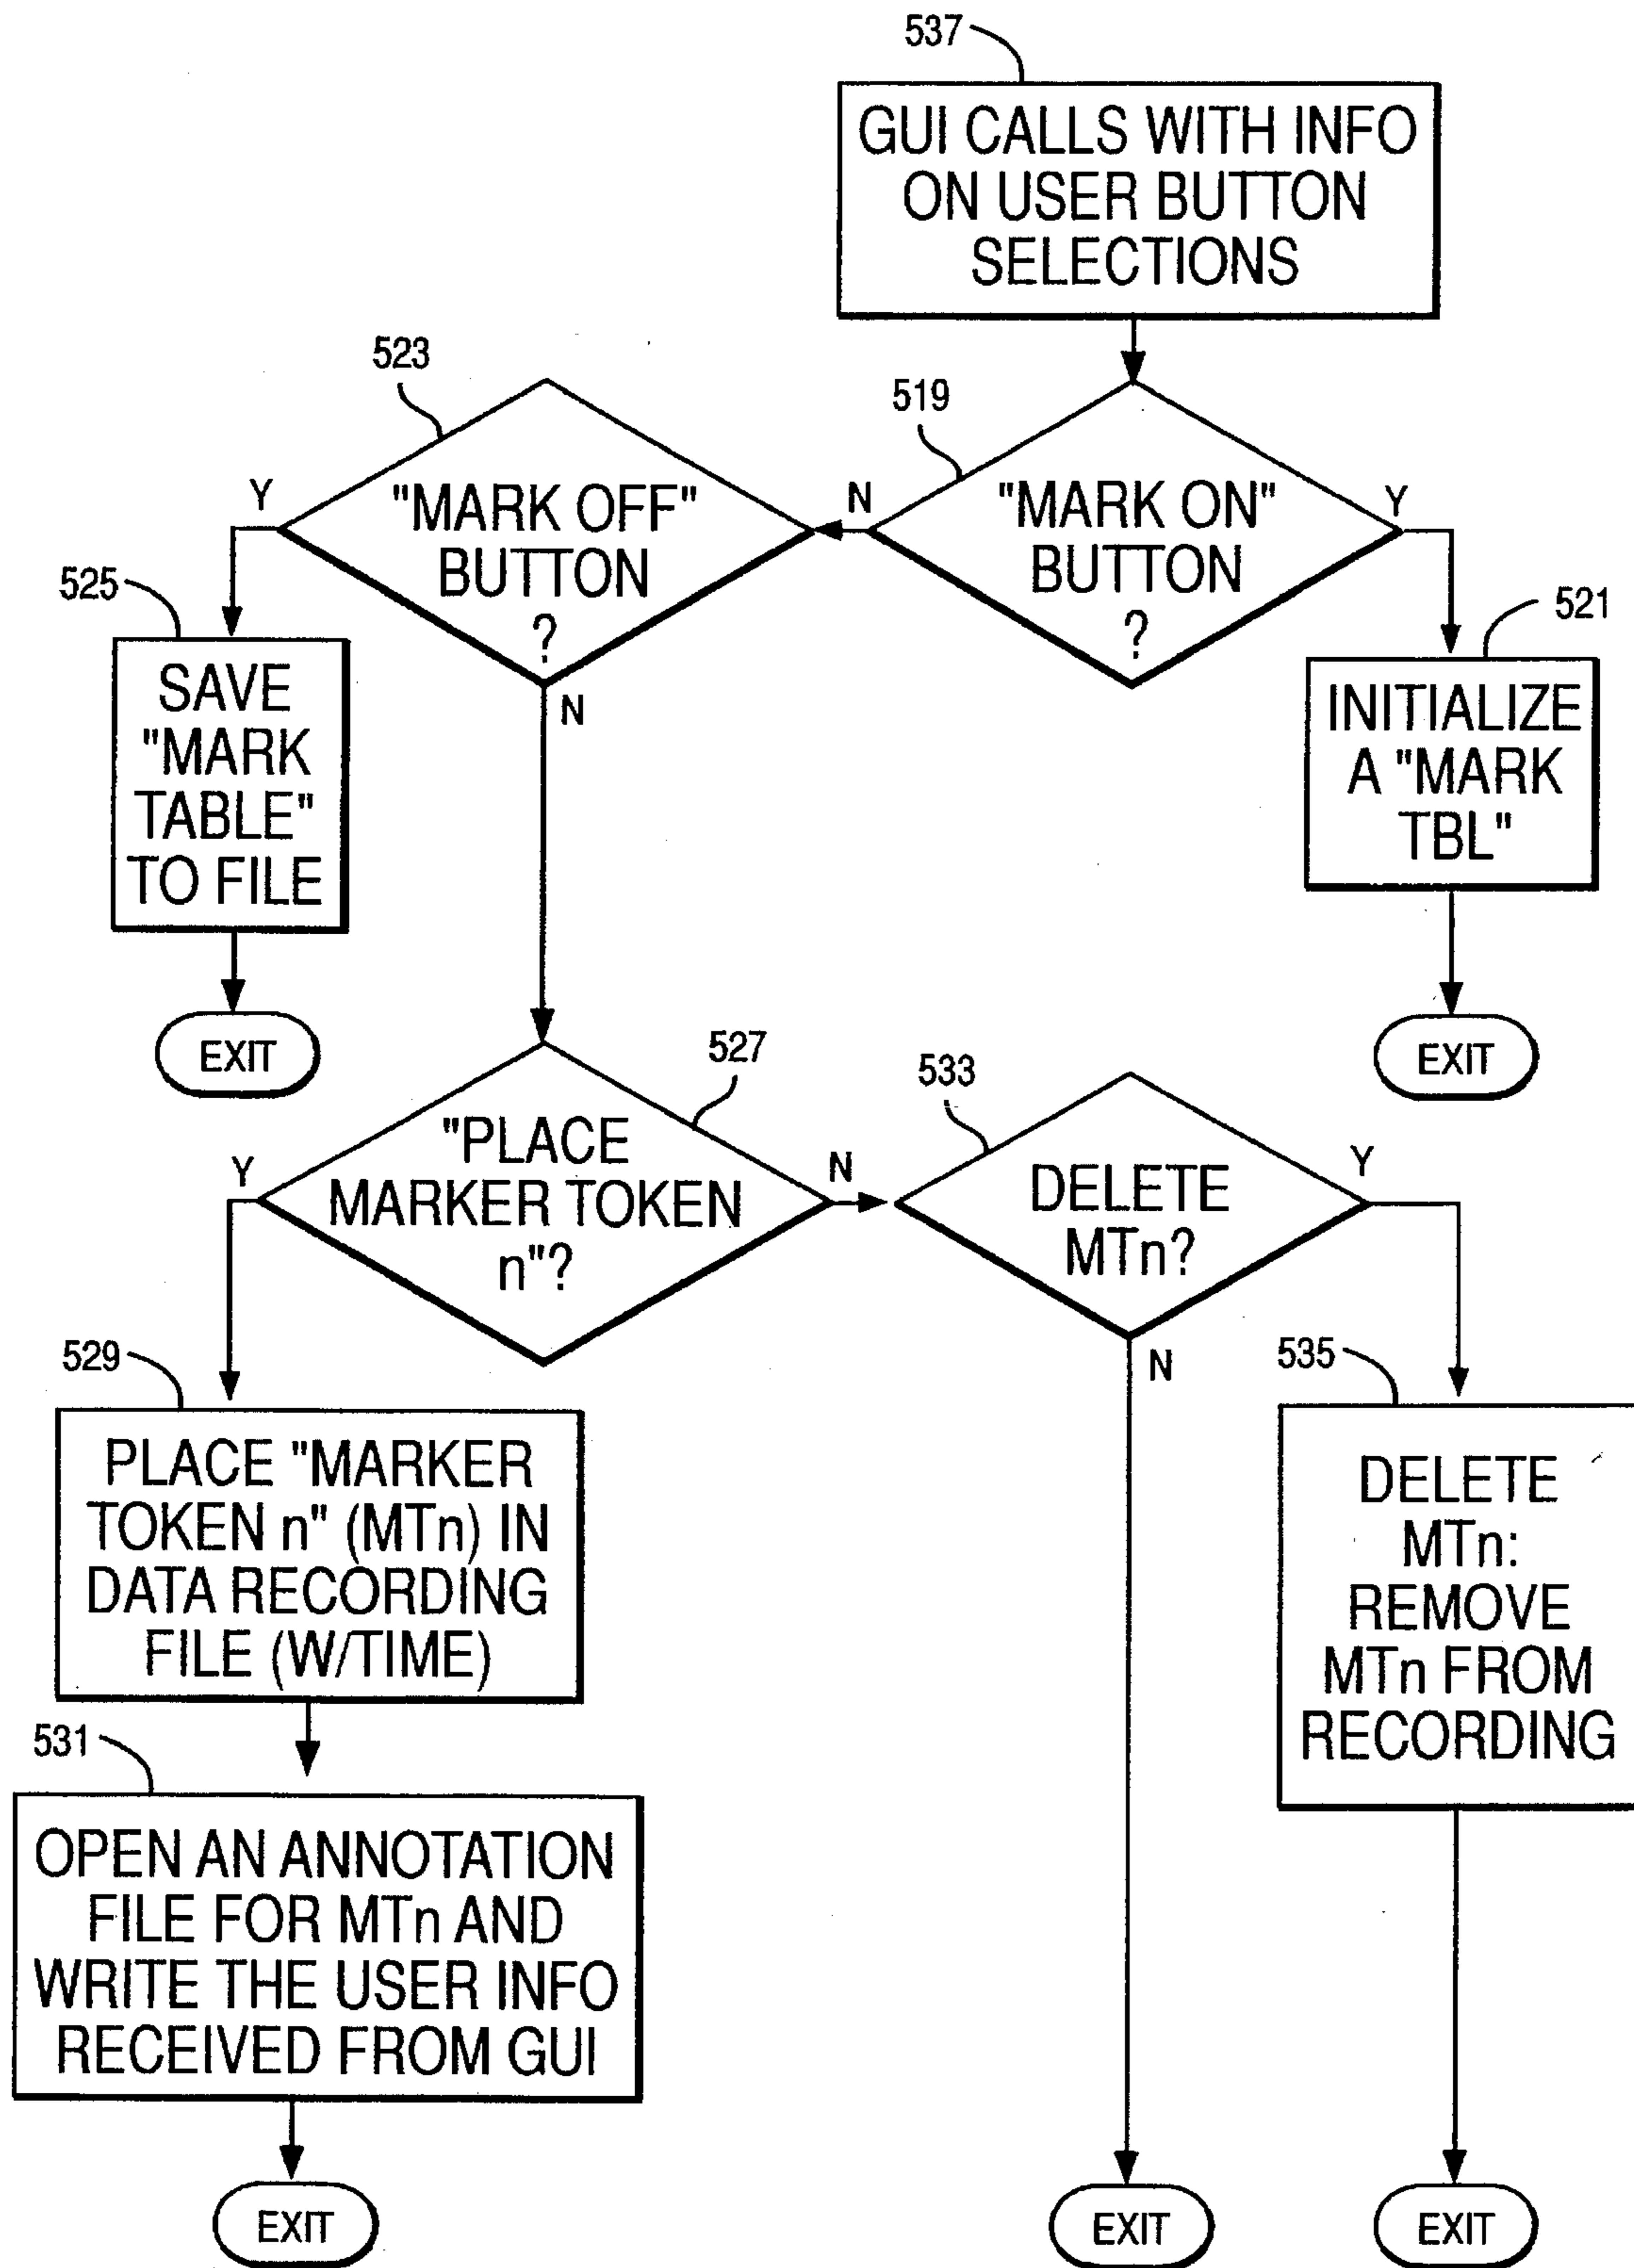 537
GUI CALLS WITH INFO
ON USER BUTTON
SELECTIONS
523
519
Y
"MARK OFF"
BUTTON
?
N
"MARK ON"
BUTTON
?
Y
525
SAVE
"MARK
TABLE"
TO FILE
N
521
INITIALIZE
A "MARK
TBL"
EXIT
EXIT
527
533
Y
"PLACE
MARKER TOKEN
n"?
N
DELETE
MTn?
Y
N
529
PLACE "MARKER
TOKEN n" (MTn) IN
DATA RECORDING
FILE (W/TIME)
535
DELETE
MTn:
REMOVE
MTn FROM
RECORDING
531
OPEN AN ANNOTATION
FILE FOR MTn AND
WRITE THE USER INFO
RECEIVED FROM GUI
EXIT
EXIT
EXIT